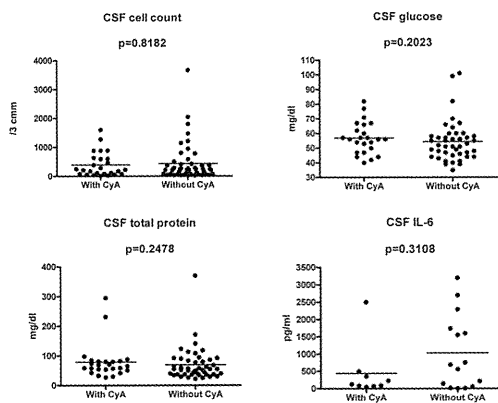 CSF cell count
p=0.8182
/3 cmm
4000
3000
2000
1000
0
With CyA Without CyA
CSF glucose
p=0.2023
mg/dl
110
100
90
80
70
60
50
40
30
With CyA Without CyA
CSF total protein
p=0.2478
mg/dl
400
300
200
100
0
With CyA Without CyA
CSF IL-6
p=0.3108
pg/ml
3500
3000
2500
2000
1500
1000
500
0
With CyA Without CyA